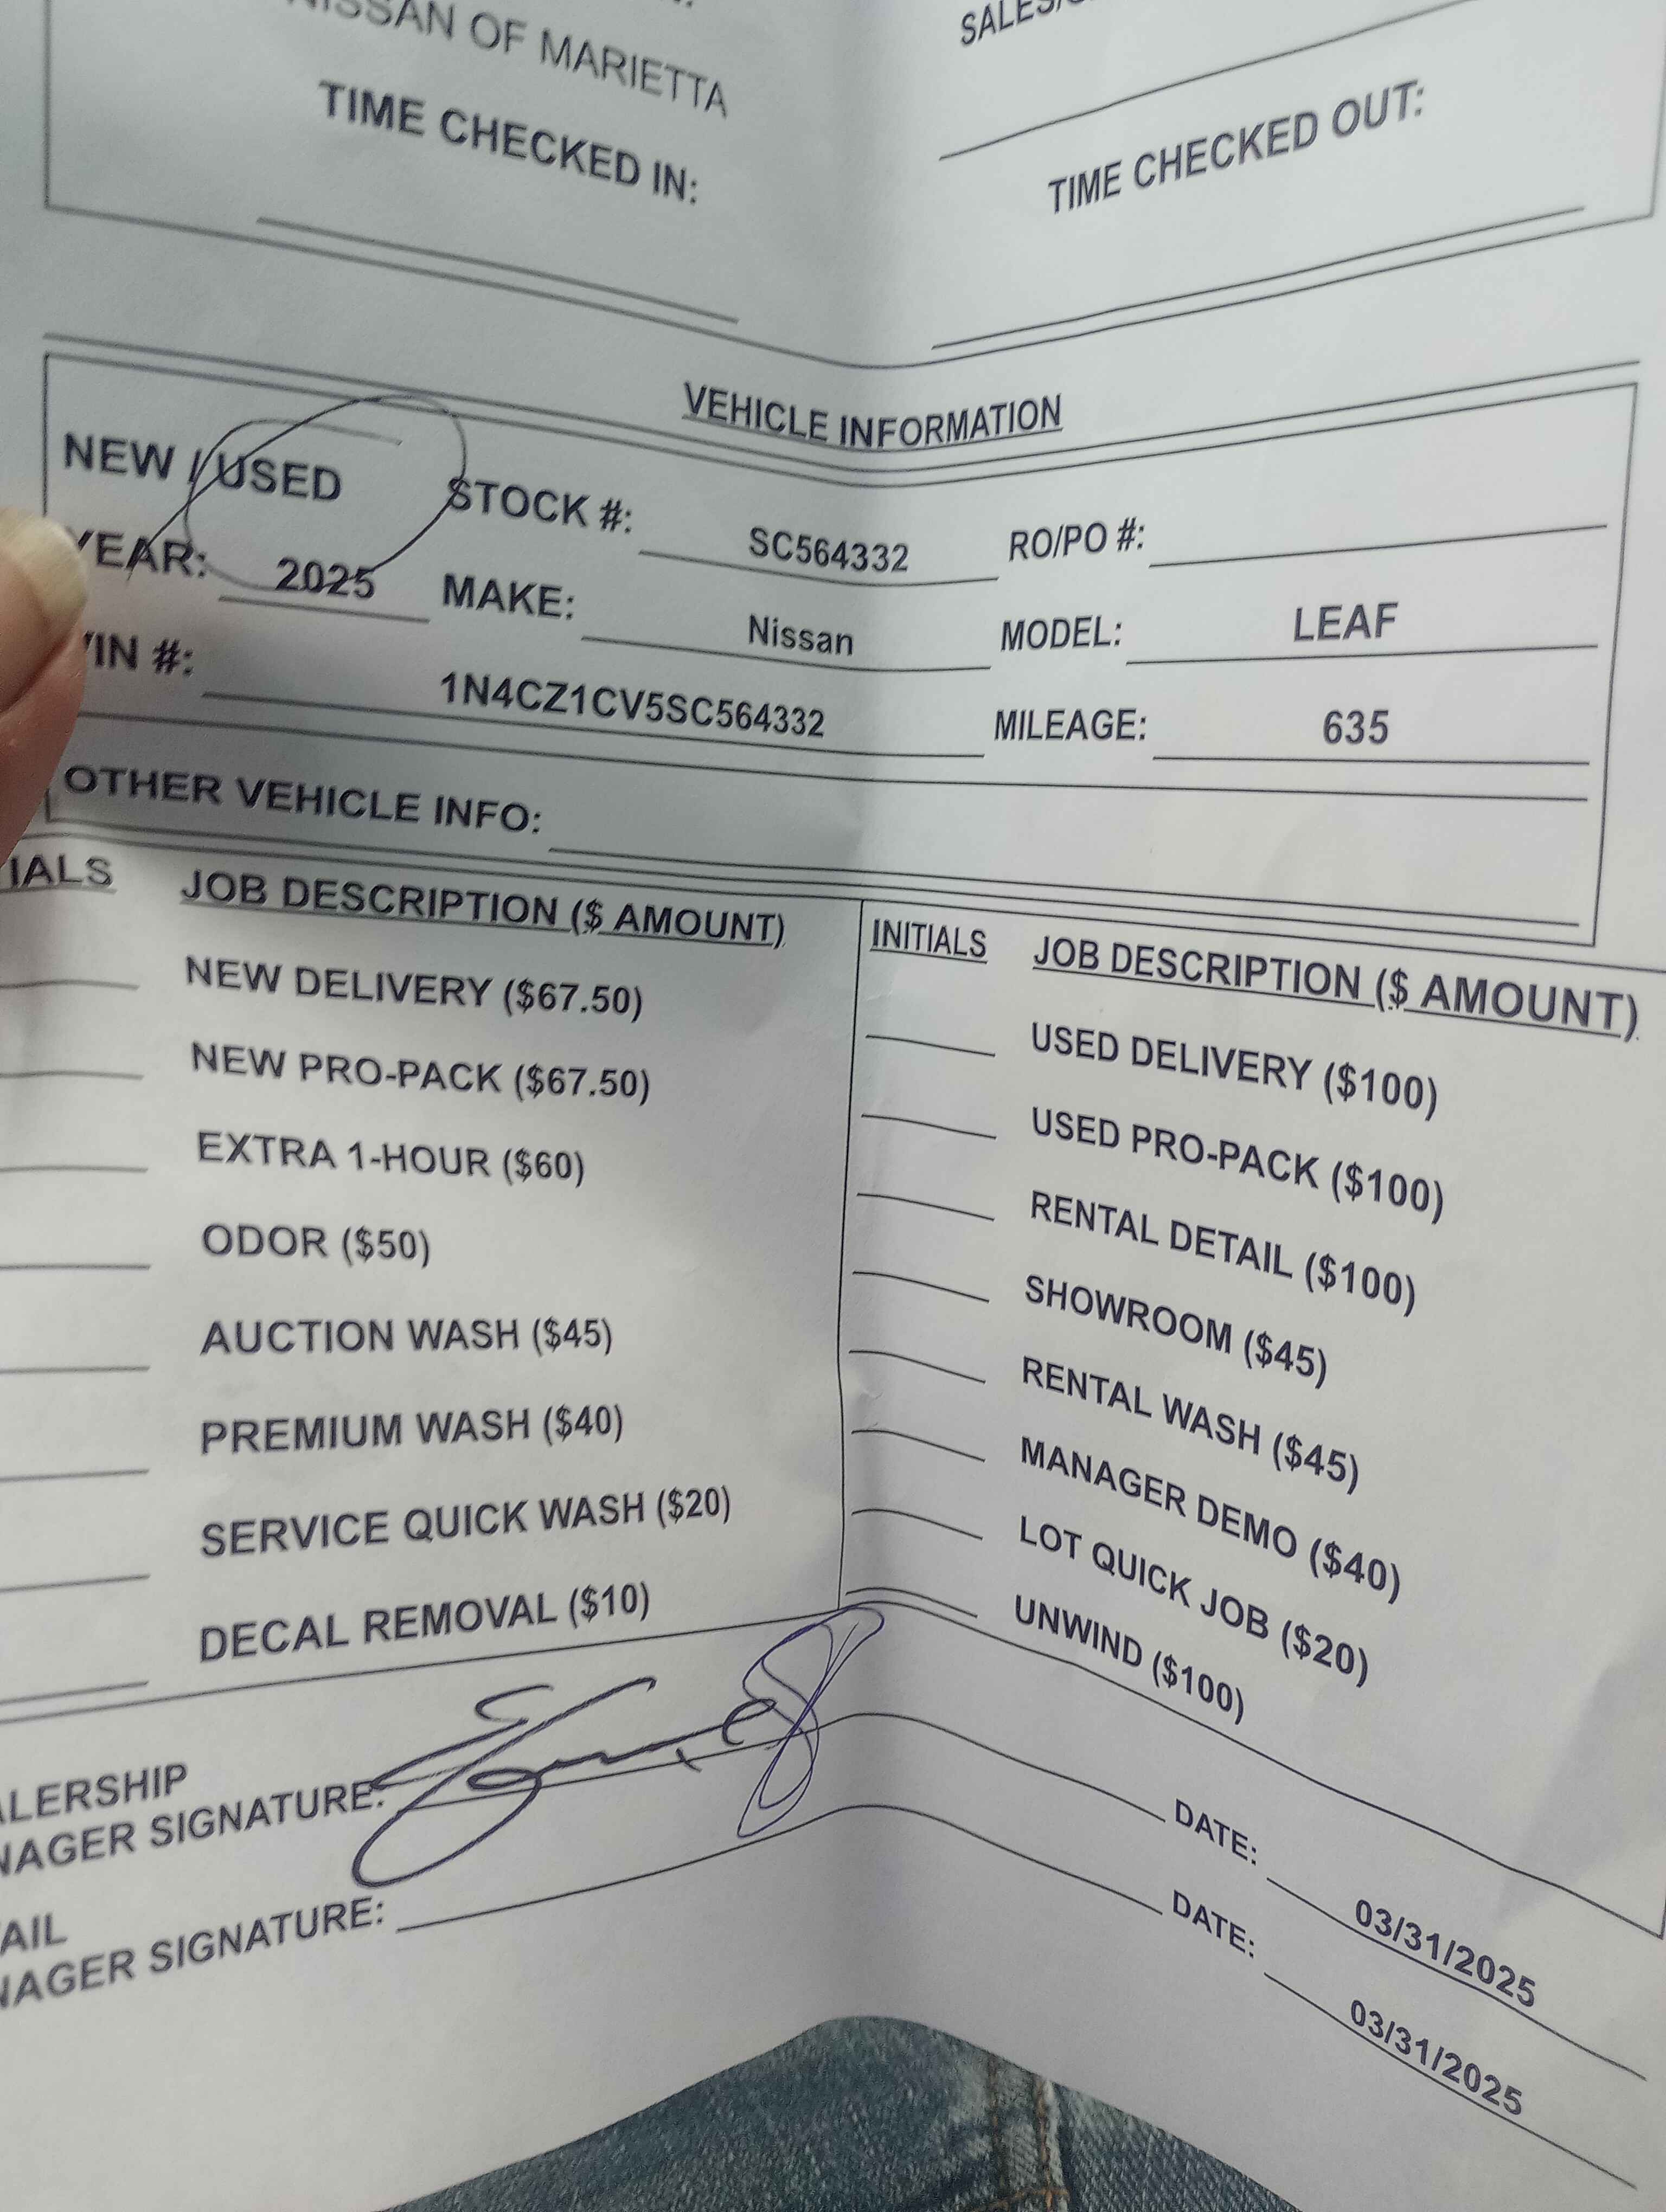 NISSAN OF MARIETTA
TIME CHECKED IN:
TIME CHECKED OUT:
VEHICLE INFORMATION
NEW / USED STOCK #: SC564332 RO/PO #:
YEAR: 2025 MAKE: Nissan MODEL: LEAF
VIN #: 1N4CZ1CV5SC564332 MILEAGE: 635
OTHER VEHICLE INFO:
IALS JOB DESCRIPTION ($ AMOUNT)
NEW DELIVERY ($67.50)
NEW PRO-PACK ($67.50)
EXTRA 1-HOUR ($60)
ODOR ($50)
AUCTION WASH ($45)
PREMIUM WASH ($40)
SERVICE QUICK WASH ($20)
DECAL REMOVAL ($10)
INITIALS JOB DESCRIPTION ($ AMOUNT)
USED DELIVERY ($100)
USED PRO-PACK ($100)
RENTAL DETAIL ($100)
SHOWROOM ($45)
RENTAL WASH ($45)
MANAGER DEMO ($40)
LOT QUICK JOB ($20)
UNWIND ($100)
ALERSHIP
NAGER SIGNATURE: DATE: 03/31/2025
AIL
NAGER SIGNATURE: DATE: 03/31/2025